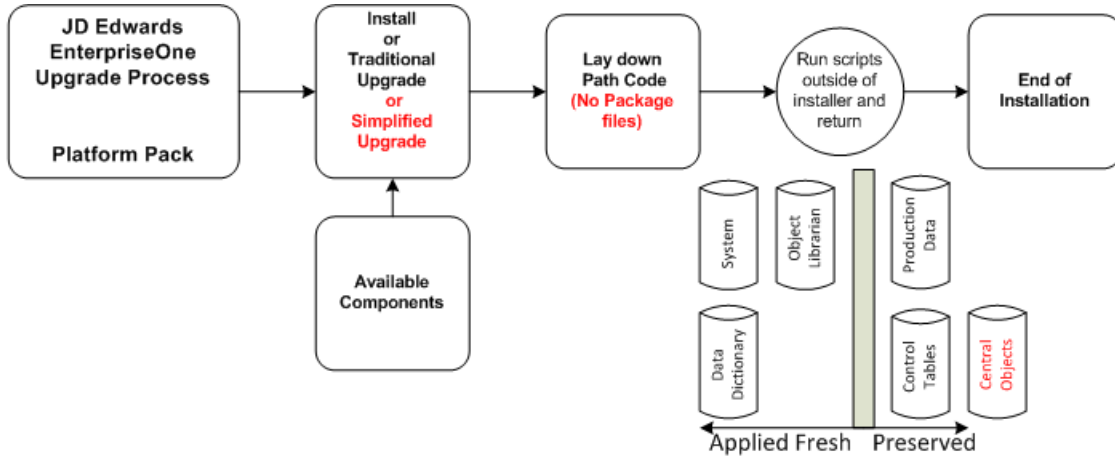 JD Edwards
EnterpriseOne
Upgrade Process
Platform Pack
Install
or
Traditional
Upgrade
or
Simplified
Upgrade
Available
Components
Lay down
Path Code
(No Package
files)
Run scripts
outside of
installer and
return
End of
Installation
System
Object
Librarian
Production
Data
Data
Dictionary
Control
Tables
Central
Objects
Applied Fresh
Preserved